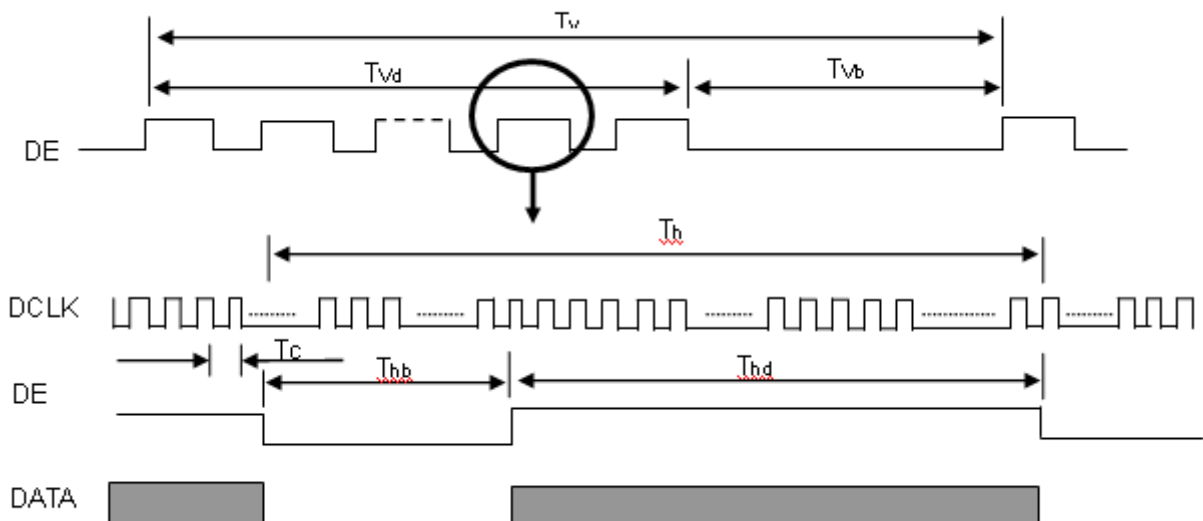 Tv
TVd
TVb
DE
Th
DCLK
TC
Thb
Thd
DE
DATA